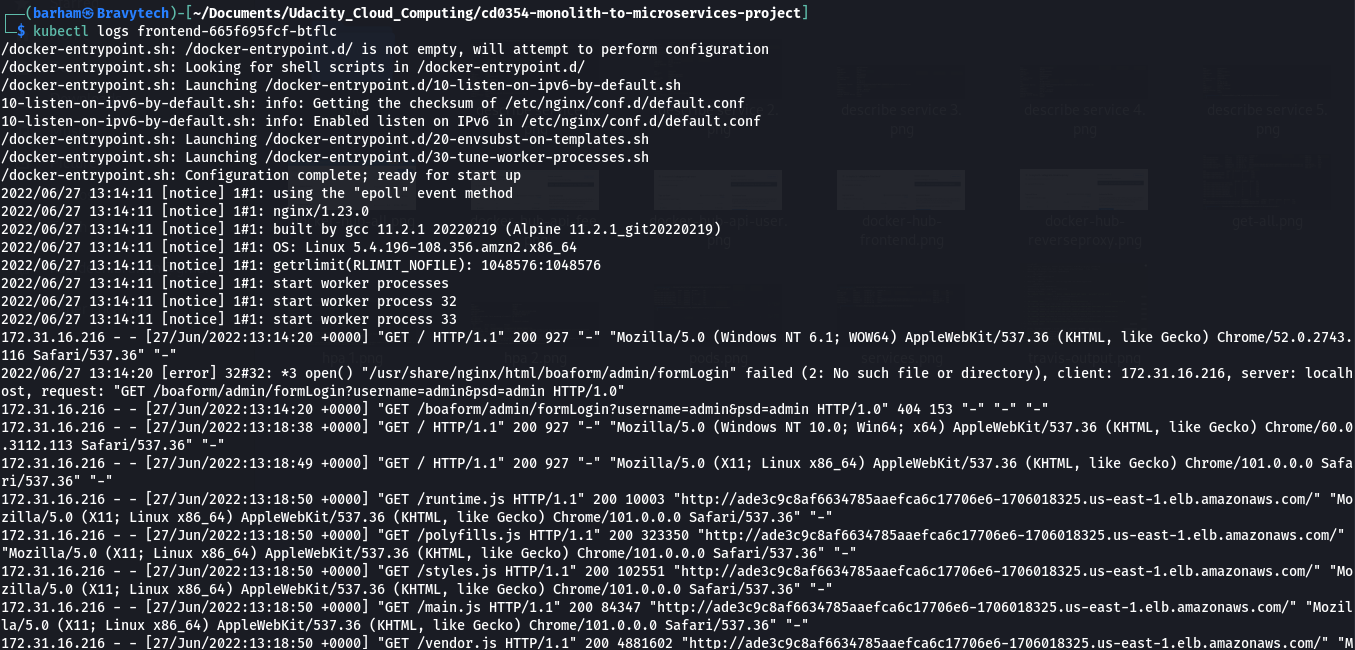 ┌──(barham㉿Bravytech)-[~/Documents/Udacity_Cloud_Computing/cd0354-monolith-to-microservices-project]
└─$ kubectl logs frontend-665f695fcf-btflc
/docker-entrypoint.sh: /docker-entrypoint.d/ is not empty, will attempt to perform configuration
/docker-entrypoint.sh: Looking for shell scripts in /docker-entrypoint.d/
/docker-entrypoint.sh: Launching /docker-entrypoint.d/10-listen-on-ipv6-by-default.sh
10-listen-on-ipv6-by-default.sh: info: Getting the checksum of /etc/nginx/conf.d/default.conf
10-listen-on-ipv6-by-default.sh: info: Enabled listen on IPv6 in /etc/nginx/conf.d/default.conf
/docker-entrypoint.sh: Launching /docker-entrypoint.d/20-envsubst-on-templates.sh
/docker-entrypoint.sh: Launching /docker-entrypoint.d/30-tune-worker-processes.sh
/docker-entrypoint.sh: Configuration complete; ready for start up
2022/06/27 13:14:11 [notice] 1#1: using the "epoll" event method
2022/06/27 13:14:11 [notice] 1#1: nginx/1.23.0
2022/06/27 13:14:11 [notice] 1#1: built by gcc 11.2.1 20220219 (Alpine 11.2.1_git20220219)
2022/06/27 13:14:11 [notice] 1#1: OS: Linux 5.4.196-108.356.amzn2.x86_64
2022/06/27 13:14:11 [notice] 1#1: getrlimit(RLIMIT_NOFILE): 1048576:1048576
2022/06/27 13:14:11 [notice] 1#1: start worker processes
2022/06/27 13:14:11 [notice] 1#1: start worker process 32
2022/06/27 13:14:11 [notice] 1#1: start worker process 33
172.31.16.216 - - [27/Jun/2022:13:14:20 +0000] "GET / HTTP/1.1" 200 927 "-" "Mozilla/5.0 (Windows NT 6.1; WOW64) AppleWebKit/537.36 (KHTML, like Gecko) Chrome/52.0.2743.
116 Safari/537.36" "-"
2022/06/27 13:14:20 [error] 32#32: *3 open() "/usr/share/nginx/html/boaform/admin/formLogin" failed (2: No such file or directory), client: 172.31.16.216, server: localh
ost, request: "GET /boaform/admin/formLogin?username=admin&psd=admin HTTP/1.0"
172.31.16.216 - - [27/Jun/2022:13:14:20 +0000] "GET /boaform/admin/formLogin?username=admin&psd=admin HTTP/1.0" 404 153 "-" "-" "-"
172.31.16.216 - - [27/Jun/2022:13:18:38 +0000] "GET / HTTP/1.1" 200 927 "-" "Mozilla/5.0 (Windows NT 10.0; Win64; x64) AppleWebKit/537.36 (KHTML, like Gecko) Chrome/60.0
.3112.113 Safari/537.36" "-"
172.31.16.216 - - [27/Jun/2022:13:18:49 +0000] "GET / HTTP/1.1" 200 927 "-" "Mozilla/5.0 (X11; Linux x86_64) AppleWebKit/537.36 (KHTML, like Gecko) Chrome/101.0.0.0 Safa
ri/537.36" "-"
172.31.16.216 - - [27/Jun/2022:13:18:50 +0000] "GET /runtime.js HTTP/1.1" 200 10003 "http://ade3c9c8af6634785aaefca6c17706e6-1706018325.us-east-1.elb.amazonaws.com/" "Mo
zilla/5.0 (X11; Linux x86_64) AppleWebKit/537.36 (KHTML, like Gecko) Chrome/101.0.0.0 Safari/537.36" "-"
172.31.16.216 - - [27/Jun/2022:13:18:50 +0000] "GET /polyfills.js HTTP/1.1" 200 323350 "http://ade3c9c8af6634785aaefca6c17706e6-1706018325.us-east-1.elb.amazonaws.com/"
"Mozilla/5.0 (X11; Linux x86_64) AppleWebKit/537.36 (KHTML, like Gecko) Chrome/101.0.0.0 Safari/537.36" "-"
172.31.16.216 - - [27/Jun/2022:13:18:50 +0000] "GET /styles.js HTTP/1.1" 200 102551 "http://ade3c9c8af6634785aaefca6c17706e6-1706018325.us-east-1.elb.amazonaws.com/" "Mo
zilla/5.0 (X11; Linux x86_64) AppleWebKit/537.36 (KHTML, like Gecko) Chrome/101.0.0.0 Safari/537.36" "-"
172.31.16.216 - - [27/Jun/2022:13:18:50 +0000] "GET /main.js HTTP/1.1" 200 84347 "http://ade3c9c8af6634785aaefca6c17706e6-1706018325.us-east-1.elb.amazonaws.com/" "Mozil
la/5.0 (X11; Linux x86_64) AppleWebKit/537.36 (KHTML, like Gecko) Chrome/101.0.0.0 Safari/537.36" "-"
172.31.16.216 - - [27/Jun/2022:13:18:50 +0000] "GET /vendor.js HTTP/1.1" 200 4881602 "http://ade3c9c8af6634785aaefca6c17706e6-1706018325.us-east-1.elb.amazonaws.com/" "M